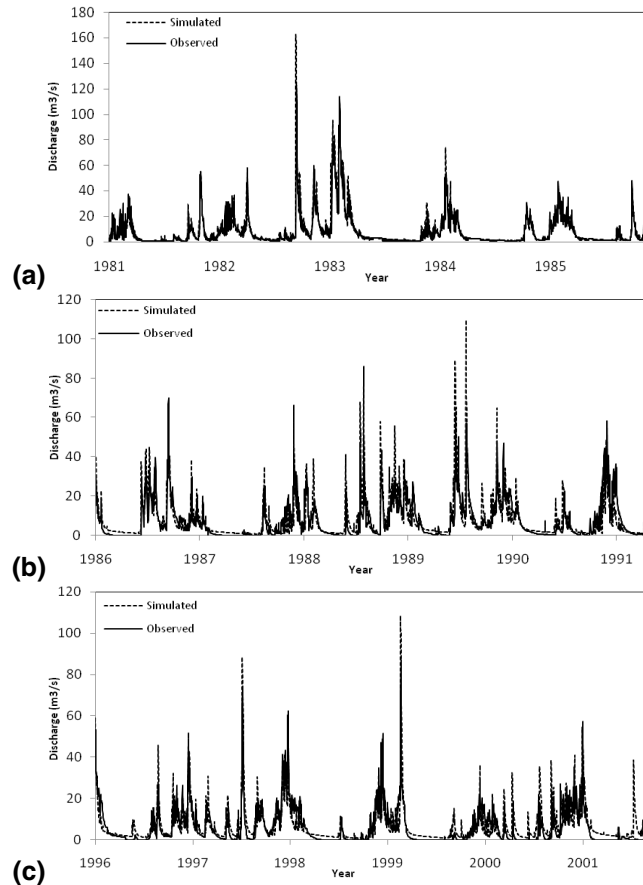 180
160
140
120
100
80
60
40
20
0
Discharge (m3/s)
Simulated
Observed
1981 1982 1983 1984 1985
Year
(a)
120
100
80
60
40
20
0
Discharge (m3/s)
Simulated
Observed
1986 1987 1988 1989 1990 1991
Year
(b)
120
100
80
60
40
20
0
Discharge (m3/s)
Simulated
Observed
1996 1997 1998 1999 2000 2001
Year
(c)